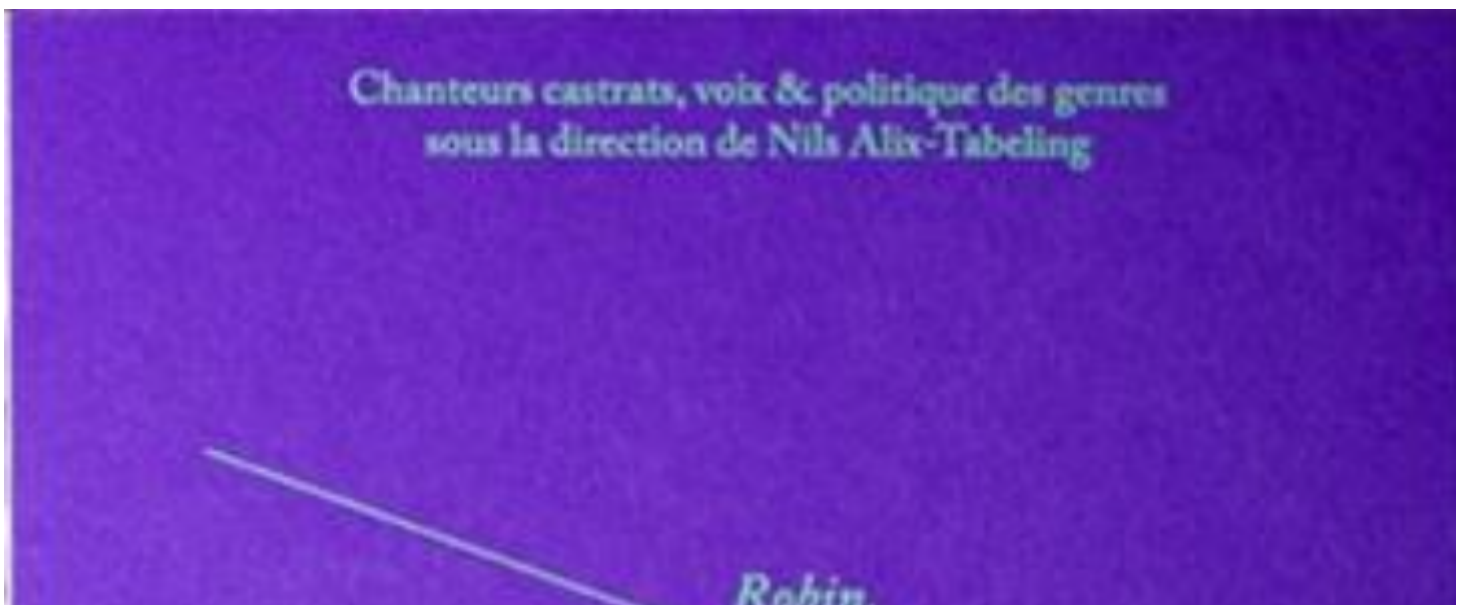 Chanteurs castrats, voix & politique des genres
sous la direction de Nils Alix-Tabeling
Robin,